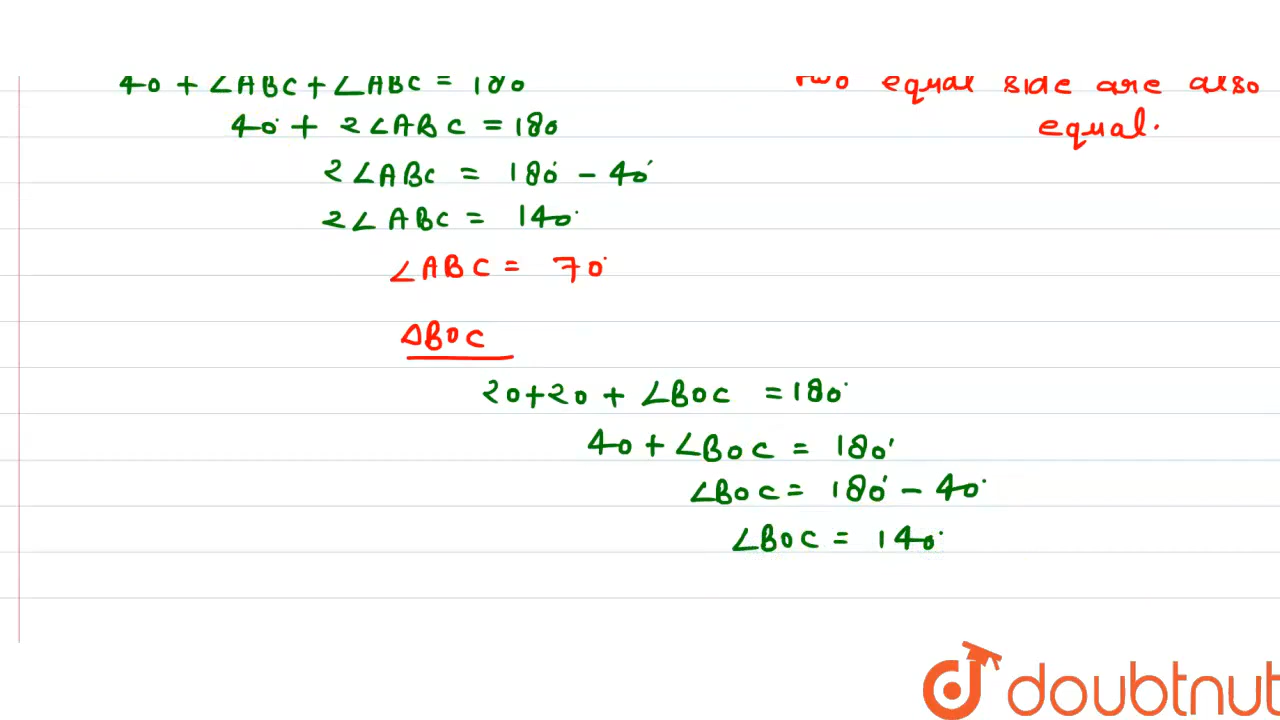 40 + ∠ABC + ∠ABC = 180
two equal side are also
40° + 2∠ABC = 180
equal.
2∠ABC = 180° - 40°
2∠ABC = 140°
∠ABC = 70°
△BOC
20+20 + ∠BOC = 180°
40 + ∠BOC = 180°
∠BOC = 180° - 40°
∠BOC = 140°
doubtnut